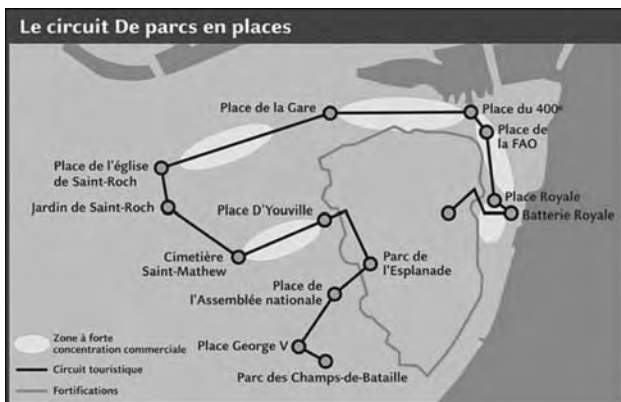 Le circuit De parcs en places
Place de la Gare
Place du 400e
Place de
la FAO
Place de l'église
de Saint-Roch
Place Royale
Jardin de Saint-Roch
Place D'Youville
Batterie Royale
Cimetière
Saint-Mathew
Parc de
l'Esplanade
Place de
l'Assemblée nationale
Place George V
Parc des Champs-de-Bataille
Zone à forte
concentration commerciale
Circuit touristique
Fortifications